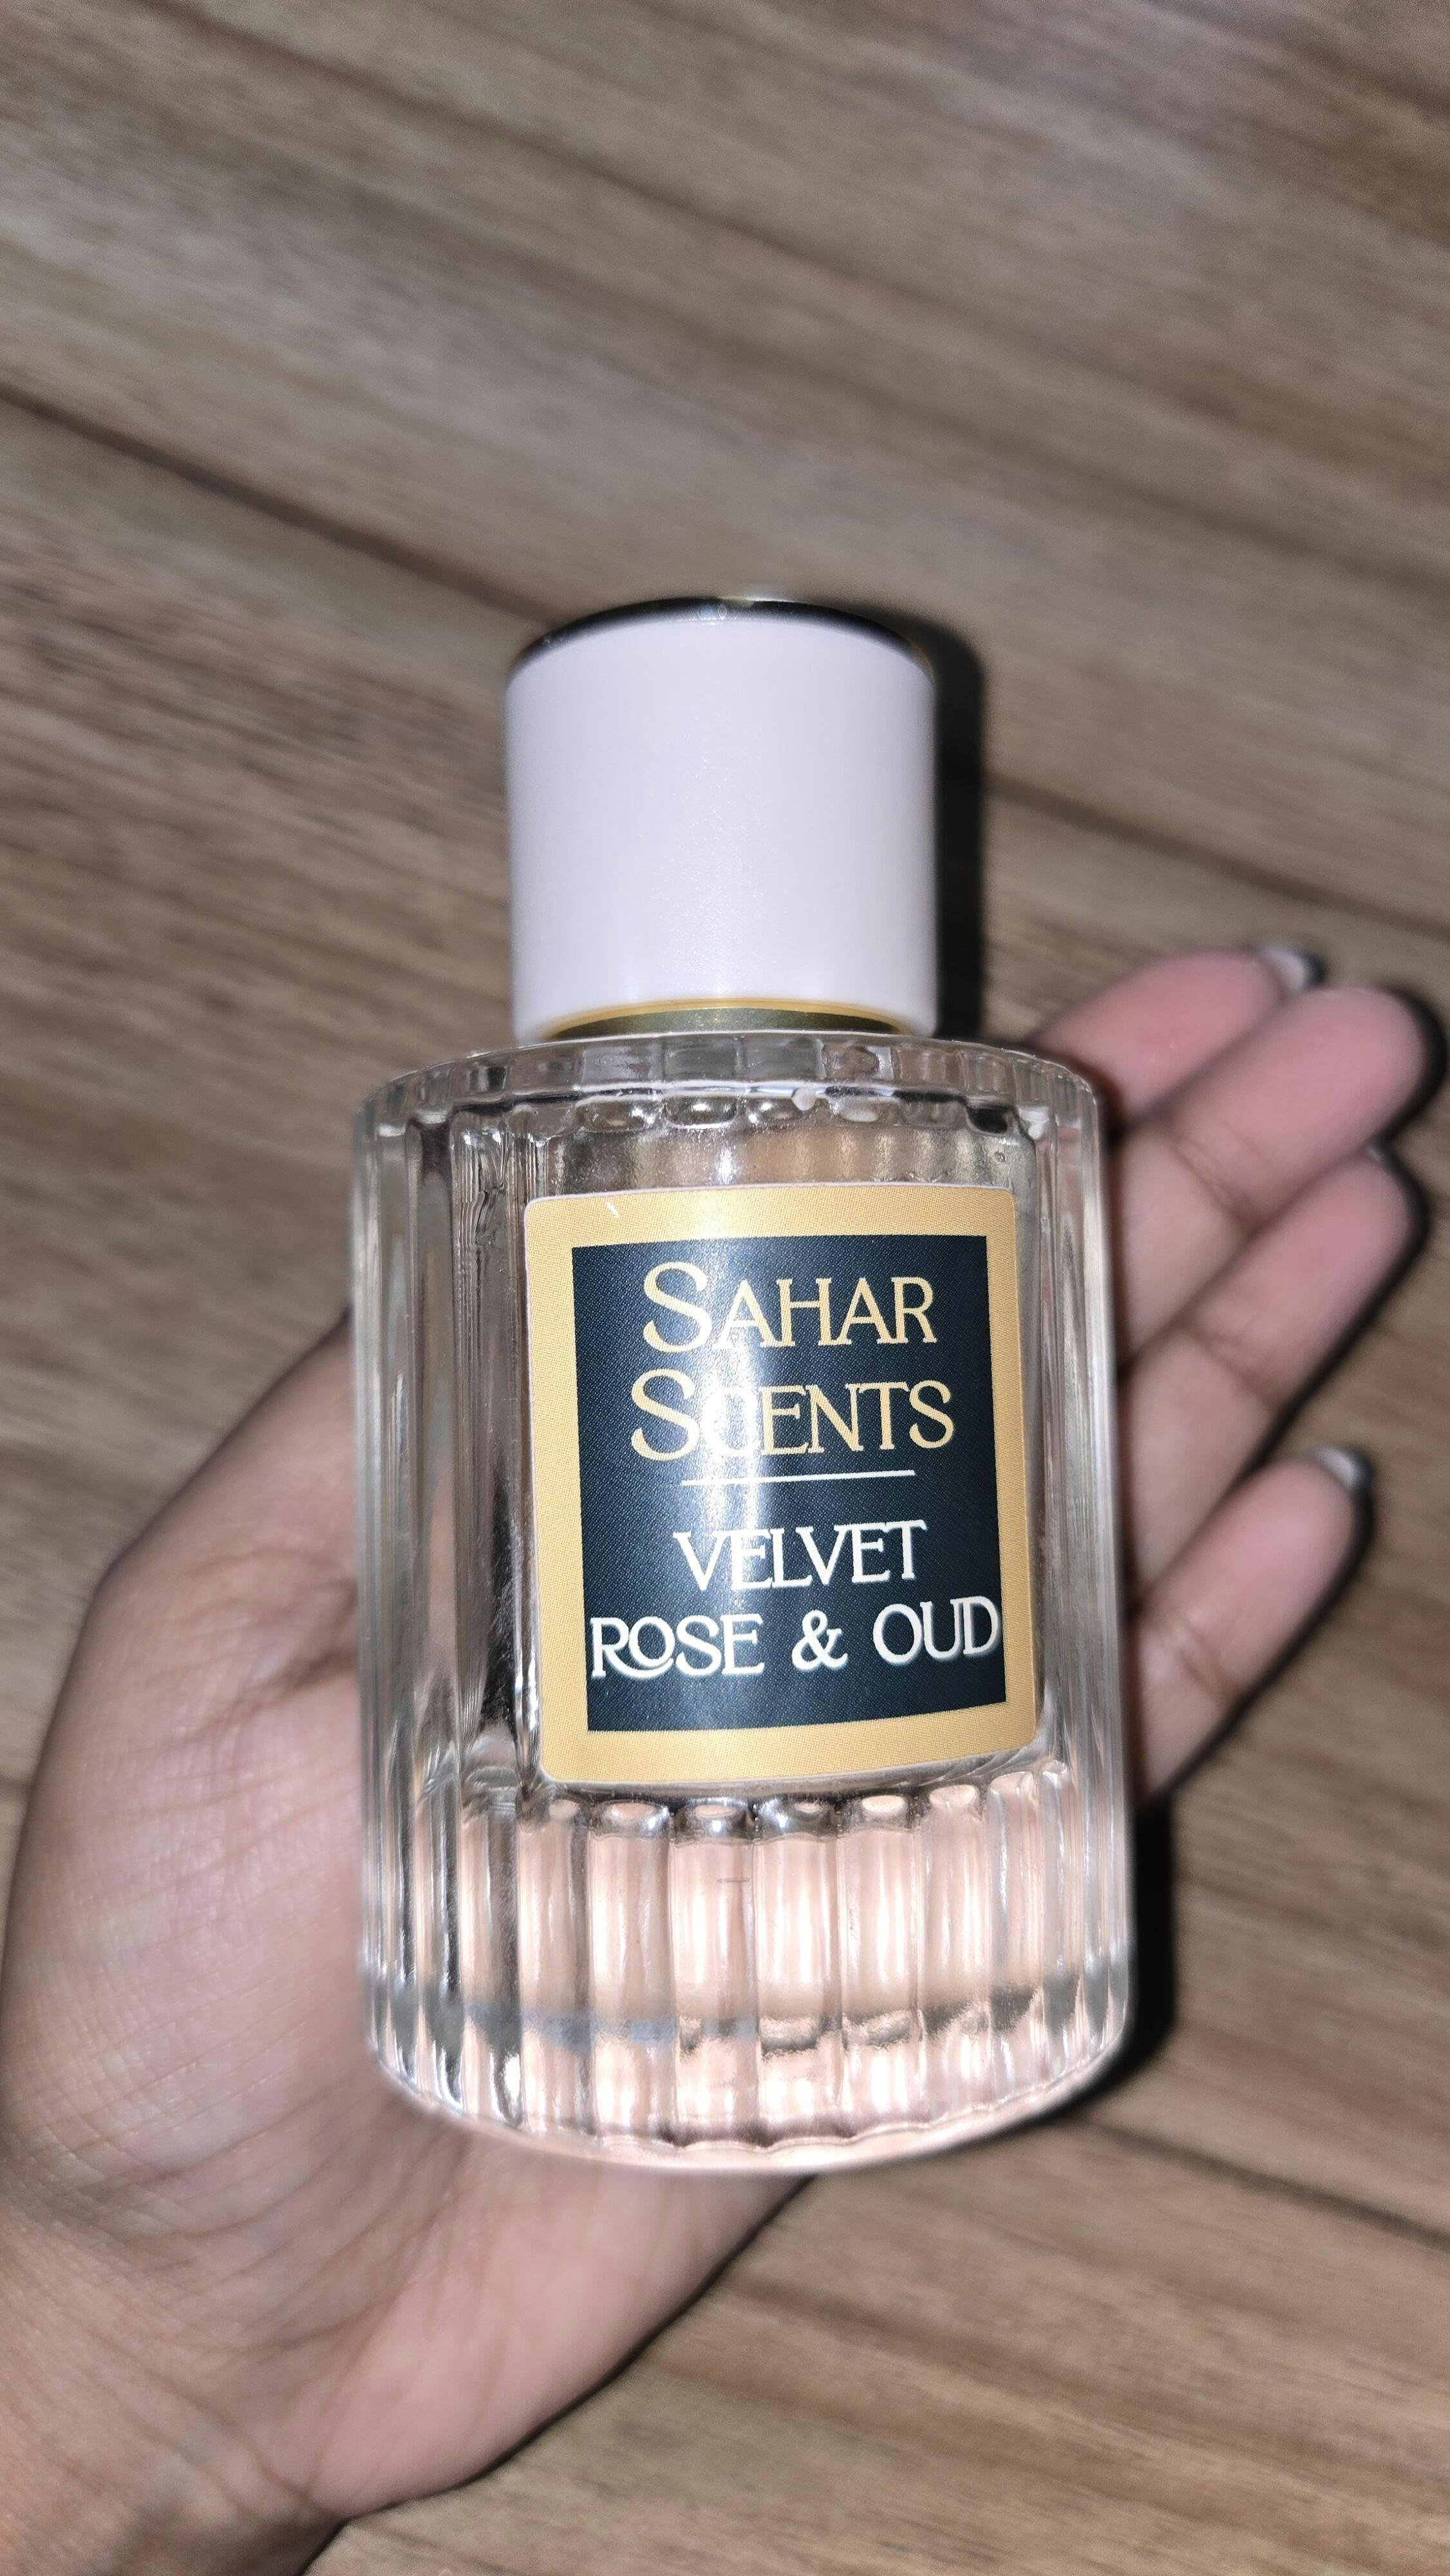 SAHAR
SCENTS
VELVET
ROSE & OUD